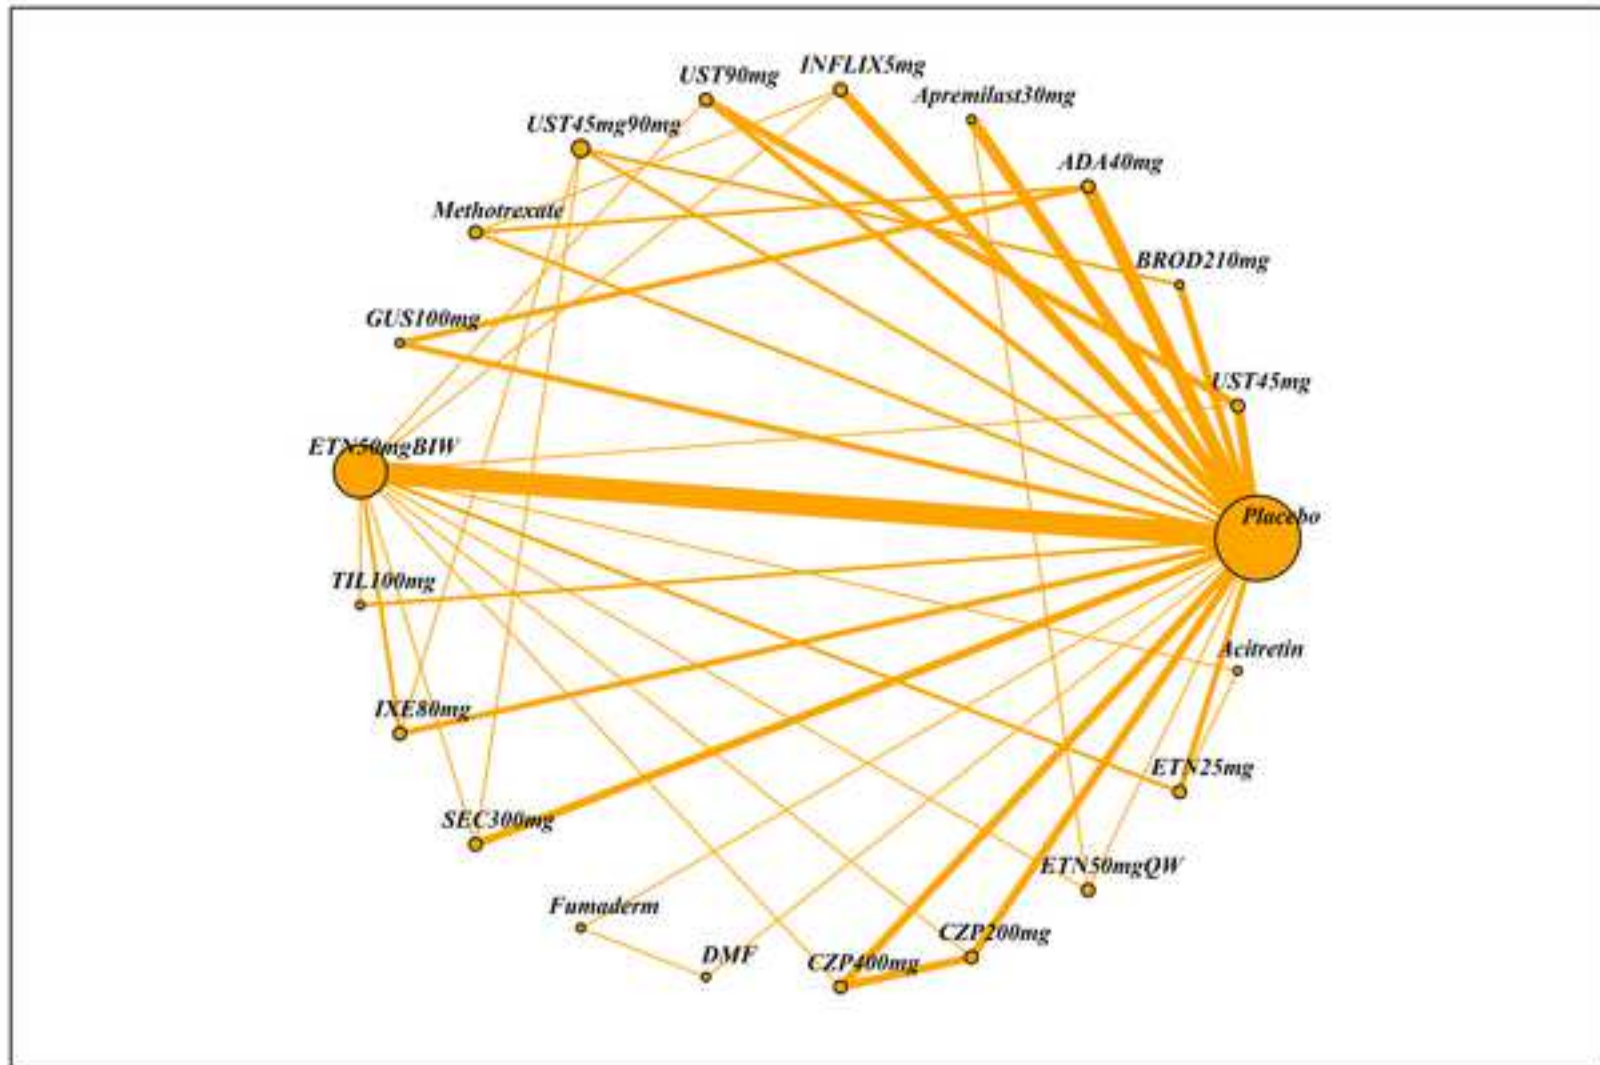 INFLIX5mg
UST90mg
Apremilast30mg
UST45mg90mg
ADA40mg
Methotrexate
BROD210mg
GUS100mg
UST45mg
ETN50mgBIW
Placebo
TIL100mg
Acitretin
IXE80mg
ETN25mg
SEC300mg
ETN50mgQW
Fumaderm
CZP200mg
DMF
CZP400mg